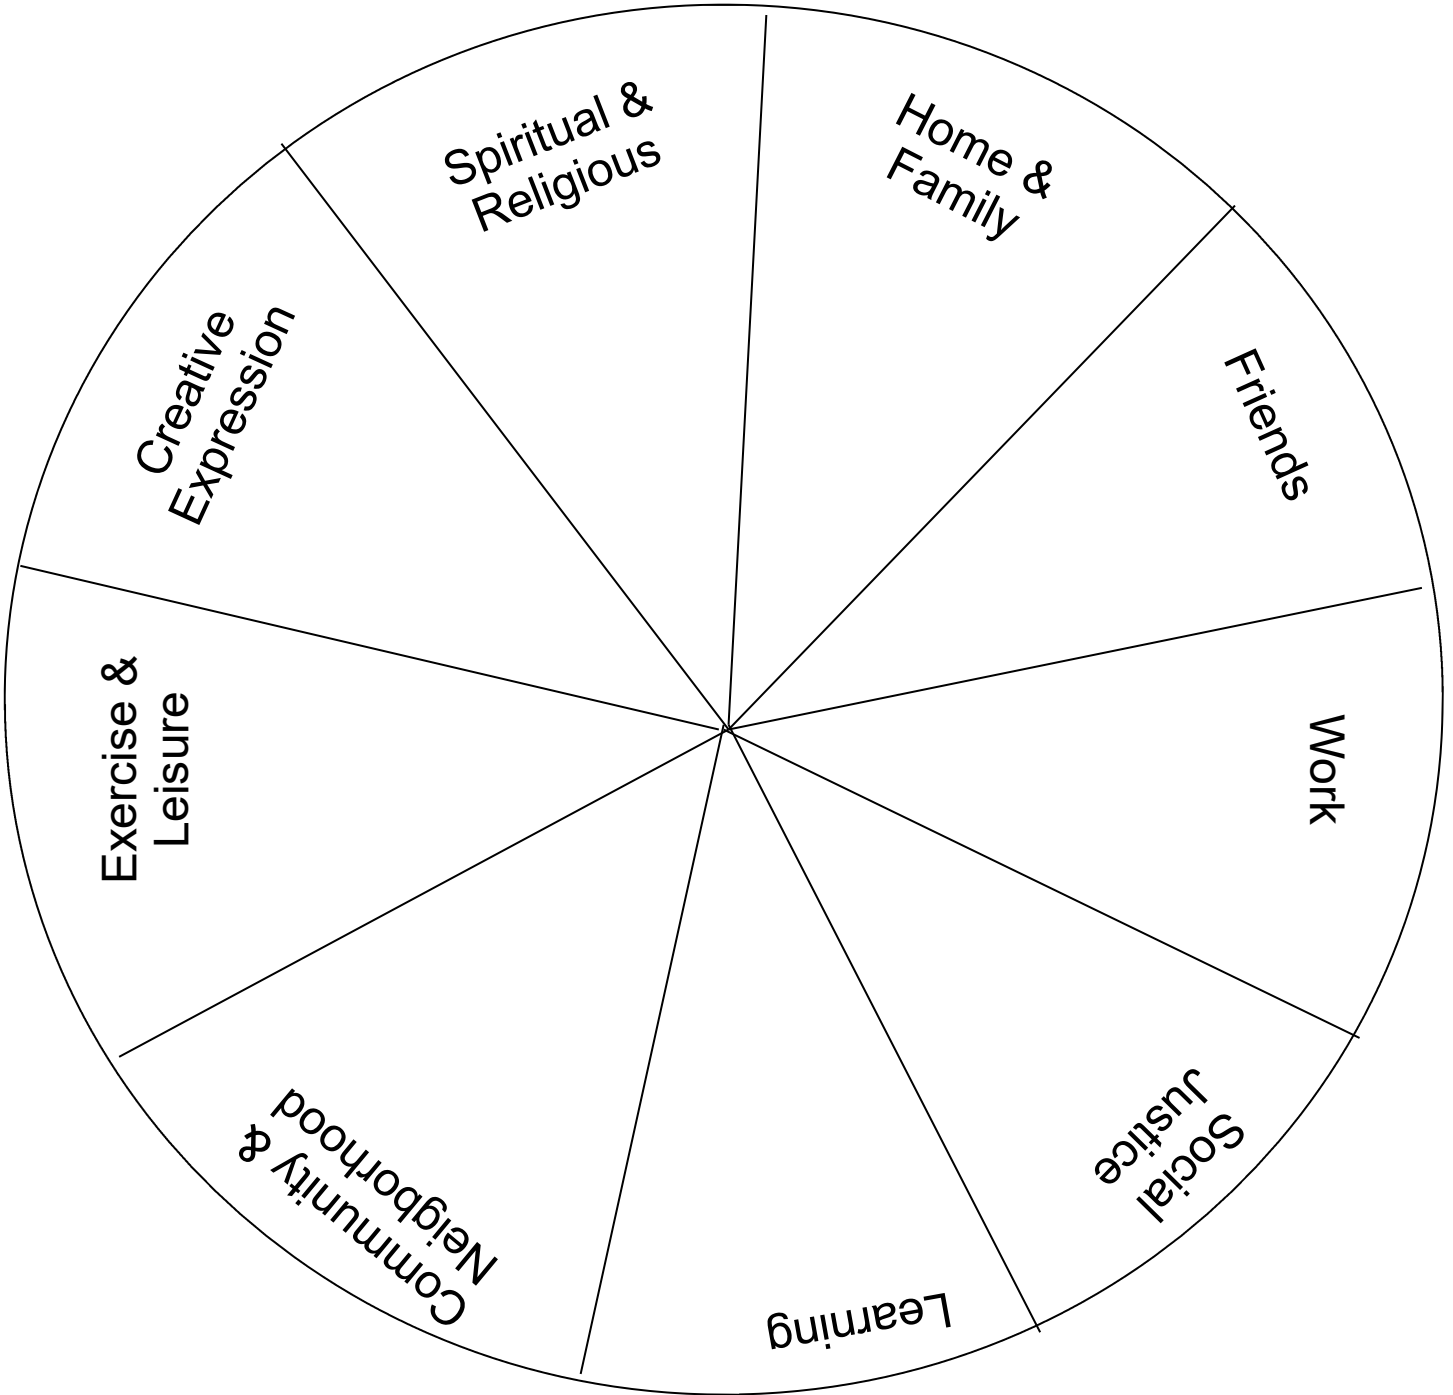 Spiritual &
Religious
Home &
Family
Friends
Work
Social
Justice
Learning
Community &
Neigborhood
Exercise &
Leisure
Creative
Expression